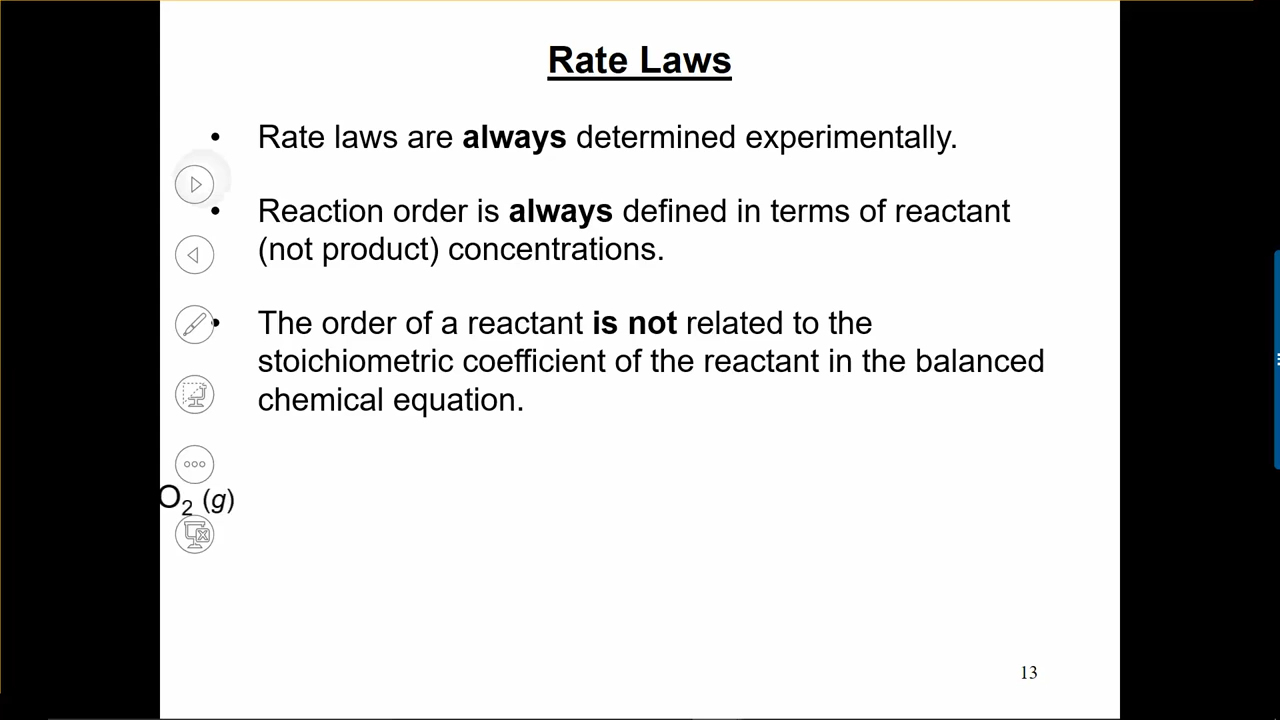 Rate Laws
• Rate laws are always determined experimentally.
• Reaction order is always defined in terms of reactant
(not product) concentrations.
• The order of a reactant is not related to the
stoichiometric coefficient of the reactant in the balanced
chemical equation.
O₂ (g)
13